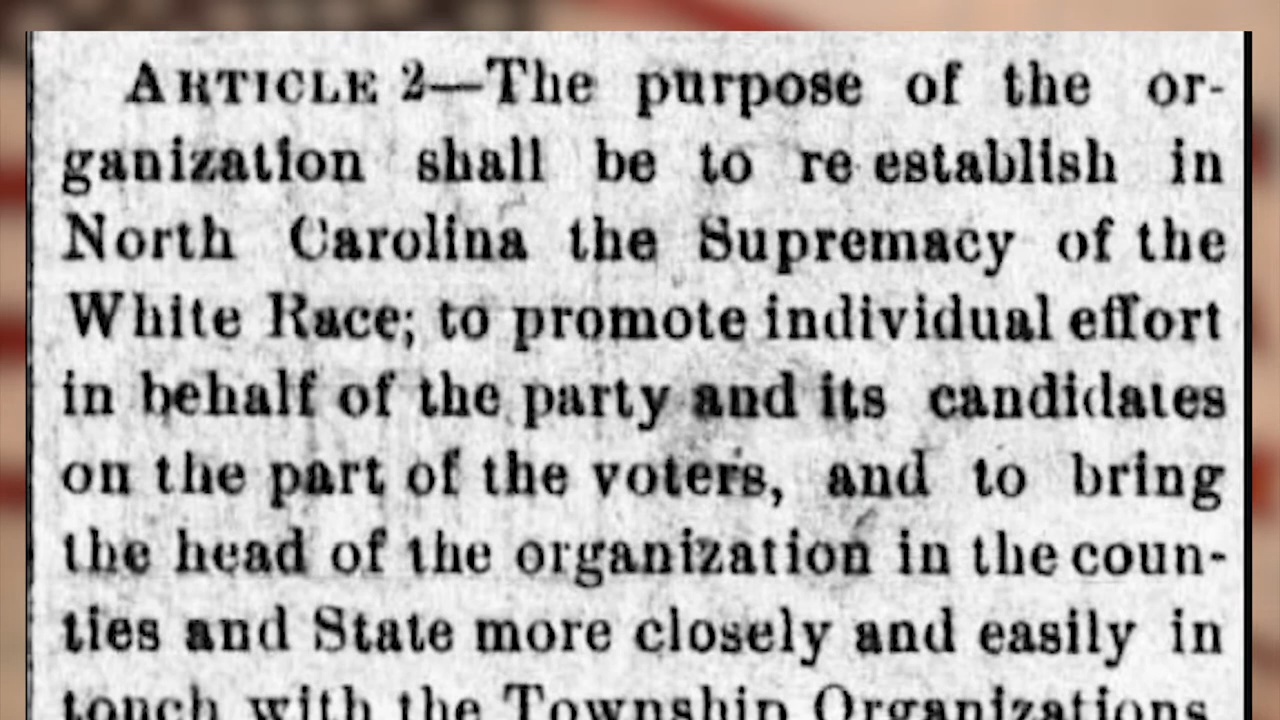 ARTICLE 2—The purpose of the or-
ganization shall be to re establish in
North Carolina the Supremacy of the
White Race; to promote individual effort
in behalf of the party and its candidates
on the part of the voters, and to bring
the head of the organization in the coun-
ties and State more closely and easily in
touch with the Township Organizations